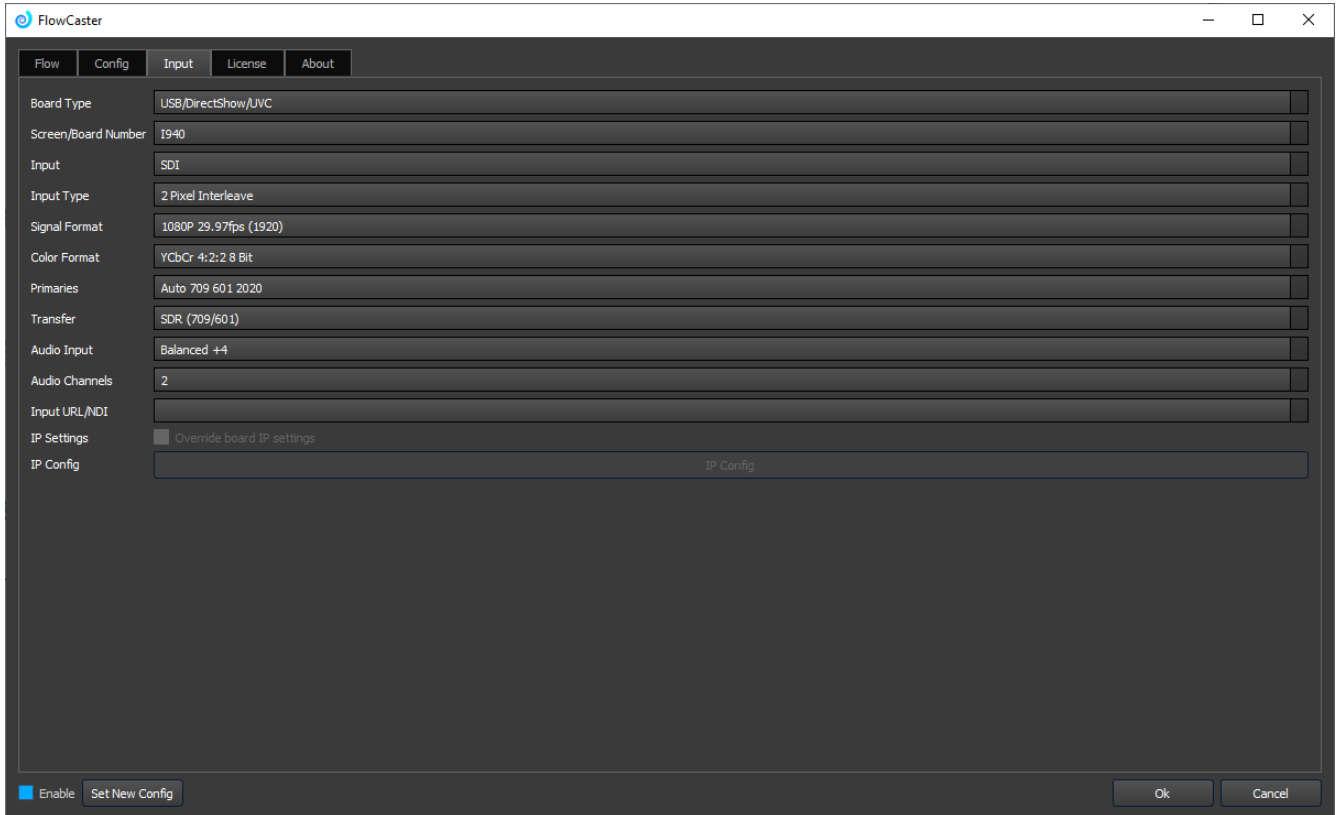 FlowCaster
Flow Config Input License About
Board Type USB/DirectShow/UVC
Screen/Board Number I940
Input SDI
Input Type 2 Pixel Interleave
Signal Format 1080P 29.97fps (1920)
Color Format YCbCr 4:2:2 8 Bit
Primaries Auto 709 601 2020
Transfer SDR (709/601)
Audio Input Balanced +4
Audio Channels 2
Input URL/NDI
IP Settings Override board IP settings
IP Config IP Config
Enable Set New Config Ok Cancel